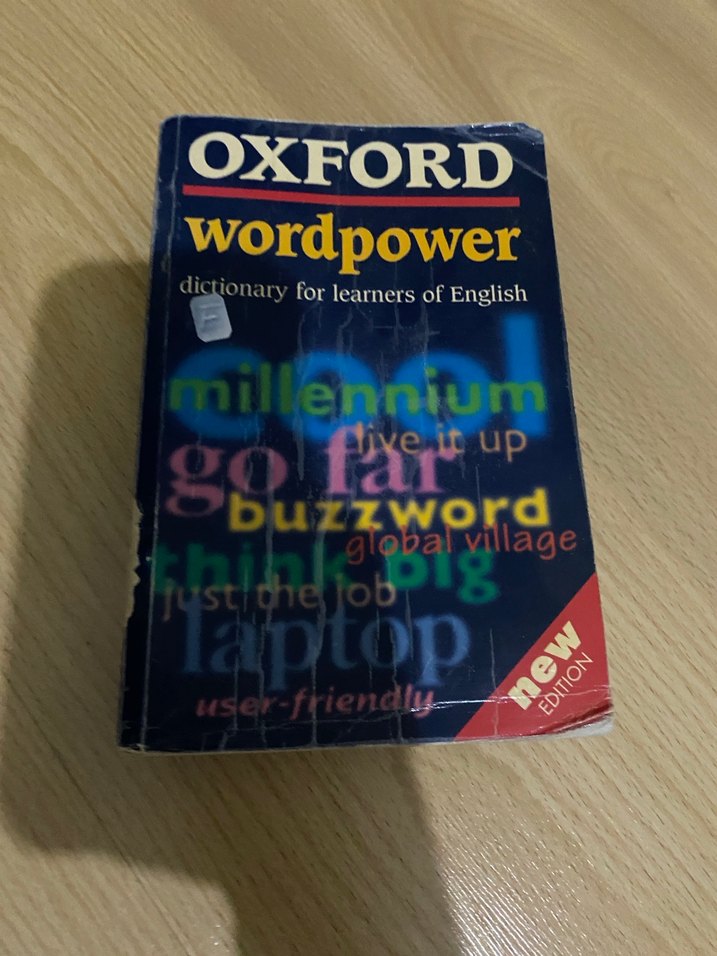 OXFORD
wordpower
dictionary for learners of English
cool
millennium
live it up
go far
buzzword
global village
think big
just the job
laptop
user-friendly
new
EDITION